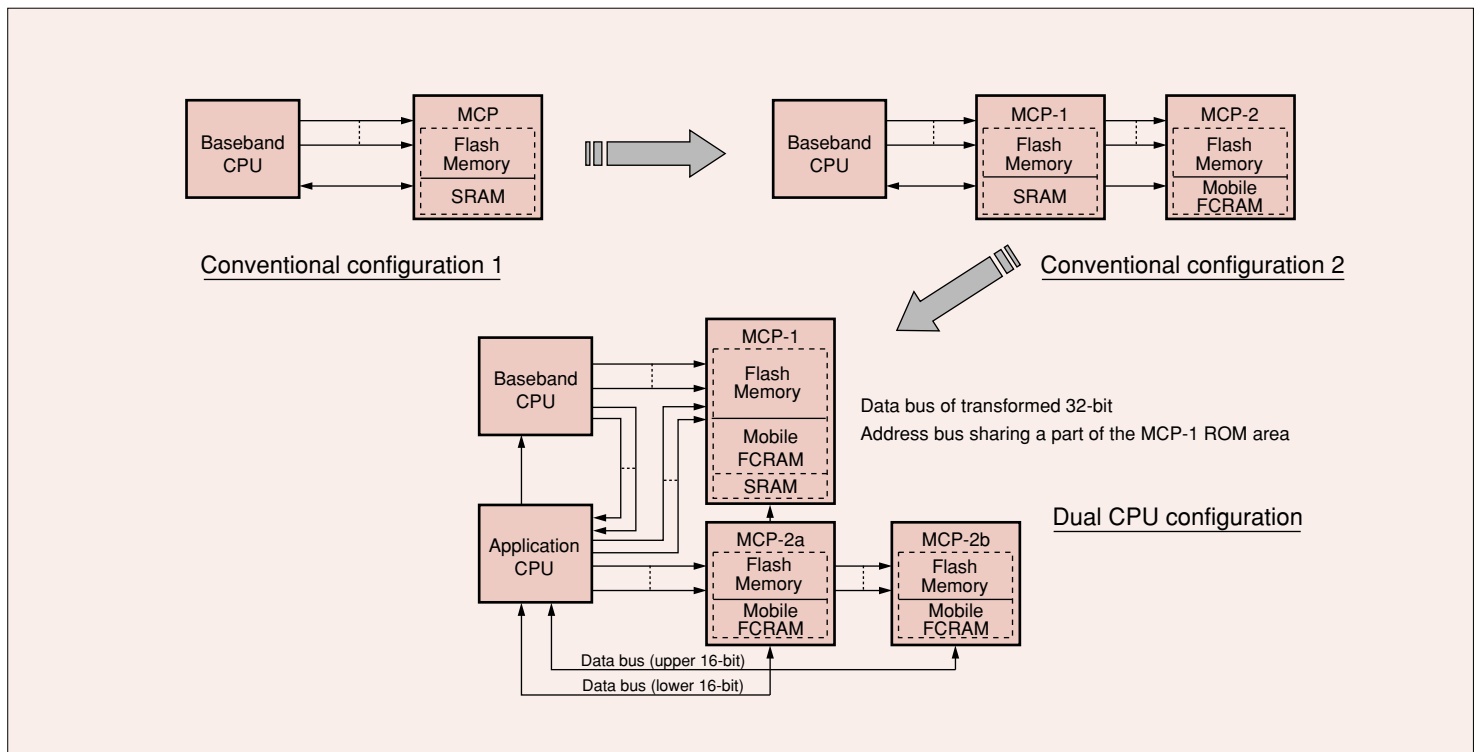 Baseband
CPU
MCP
Flash
Memory
SRAM
Conventional configuration 1
Baseband
CPU
MCP-1
Flash
Memory
SRAM
MCP-2
Flash
Memory
Mobile
FCRAM
Conventional configuration 2
Baseband
CPU
MCP-1
Flash
Memory
Mobile
FCRAM
SRAM
Data bus of transformed 32-bit
Address bus sharing a part of the MCP-1 ROM area
Dual CPU configuration
Application
CPU
MCP-2a
Flash
Memory
Mobile
FCRAM
MCP-2b
Flash
Memory
Mobile
FCRAM
Data bus (upper 16-bit)
Data bus (lower 16-bit)